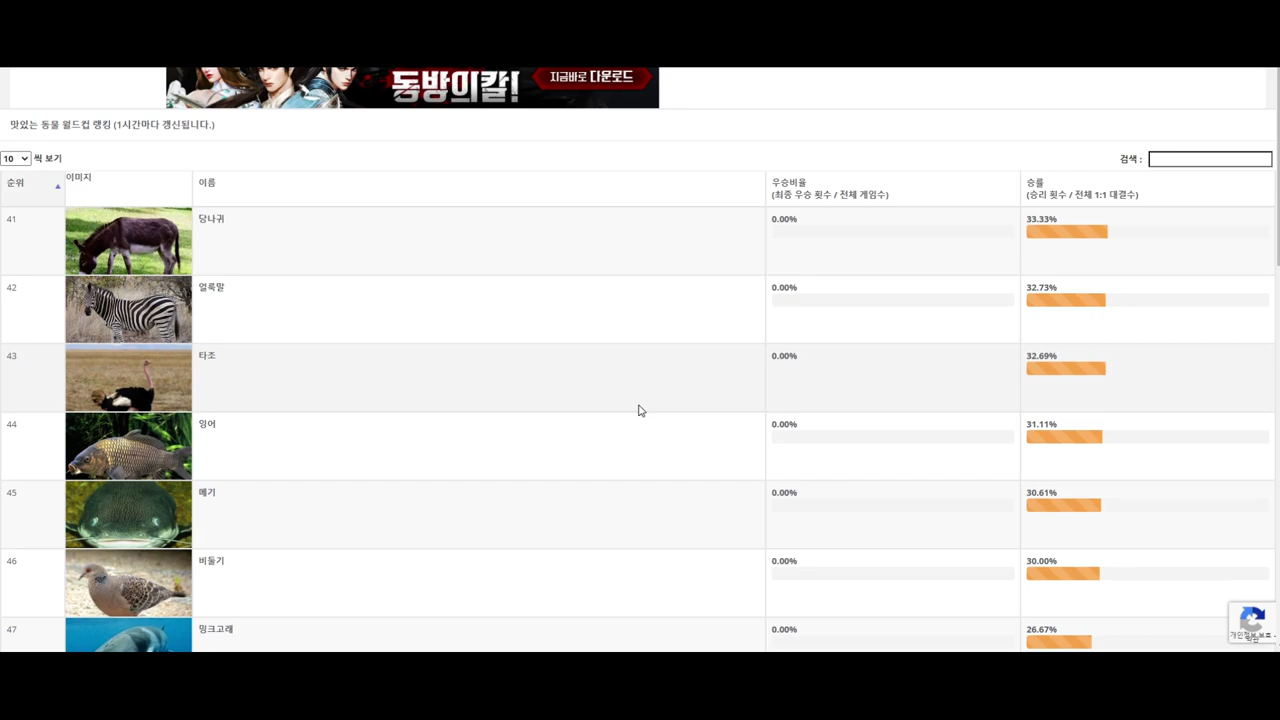 동방의칼!
지금바로 다운로드
맛있는 동물 월드컵 랭킹 (1시간마다 갱신됩니다.)
10 씩 보기
검색 :
순위 이미지 이름 우승비율 승률
(최종 우승 횟수 / 전체 게임수) (승리 횟수 / 전체 1:1 대결수)
41 당나귀 0.00% 33.33%
42 얼룩말 0.00% 32.73%
43 타조 0.00% 32.69%
44 잉어 0.00% 31.11%
45 메기 0.00% 30.61%
46 비둘기 0.00% 30.00%
47 밍크고래 0.00% 26.67%
개인정보 보호 -